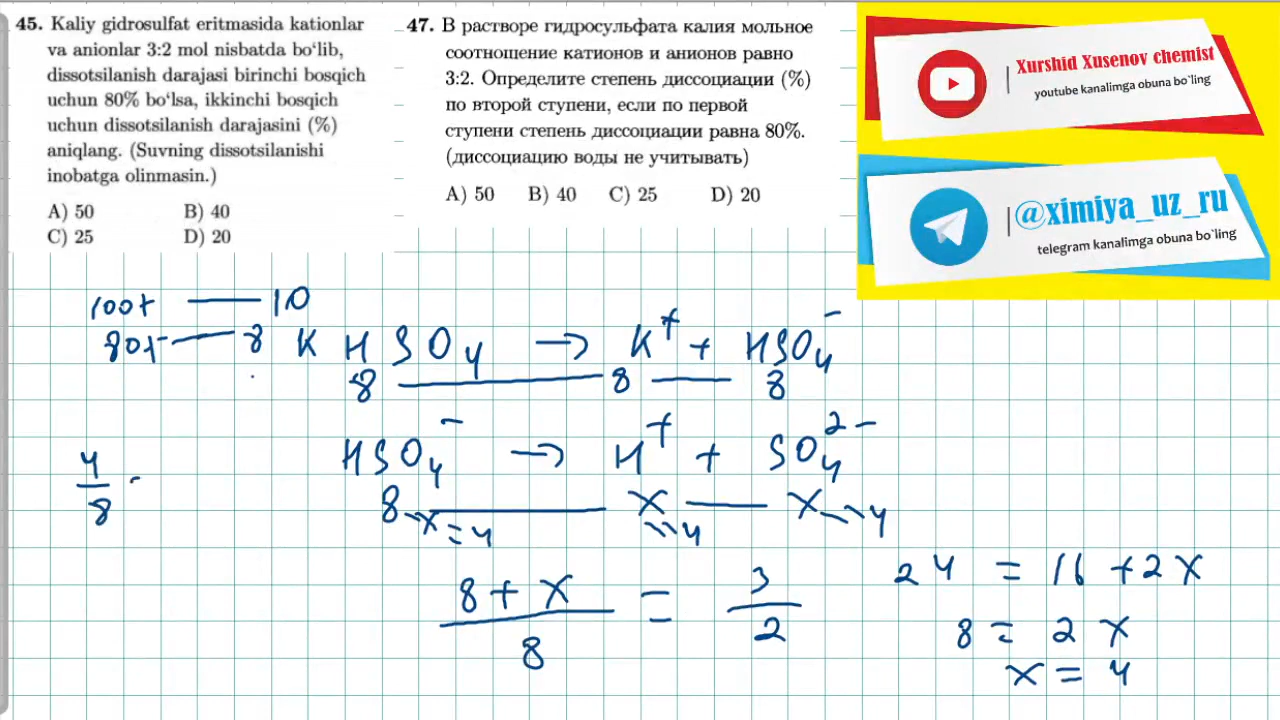 45. Kaliy gidrosulfat eritmasida kationlar
va anionlar 3:2 mol nisbatda bo‘lib,
dissotsilanish darajasi birinchi bosqich
uchun 80% bo‘lsa, ikkinchi bosqich
uchun dissotsilanish darajasini (%)
aniqlang. (Suvning dissotsilanishi
inobatga olinmasin.)
A) 50 B) 40
C) 25 D) 20
47. В растворе гидросульфата калия мольное
соотношение катионов и анионов равно
3:2. Определите степень диссоциации (%)
по второй ступени, если по первой
ступени степень диссоциации равна 80%.
(диссоциацию воды не учитывать)
A) 50 B) 40 C) 25 D) 20
Xurshid Xusenov chemist
youtube kanalimga obuna bo`ling
@ximiya_uz_ru
telegram kanalimga obuna bo`ling
100% — 10
80% — 8
K H SO₄ → K⁺ + HSO₄⁻
8 — 8 — 8
HSO₄⁻ → H⁺ + SO₄²⁻
8-x=4 — x=4 — x=4
4/8 =
8 + x / 8 = 3 / 2
24 = 16 + 2x
8 = 2x
x = 4